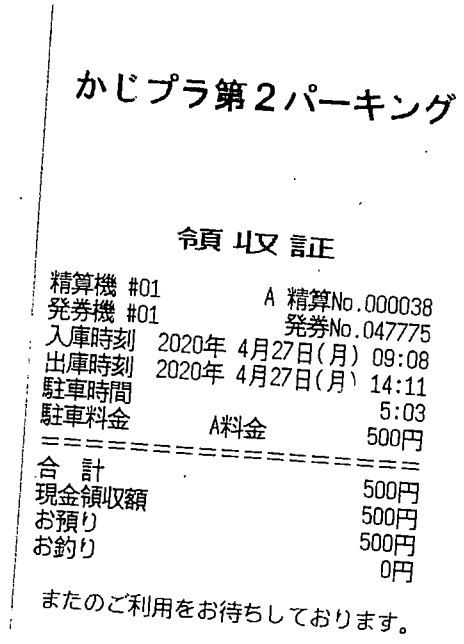 かじプラ第2パーキング
領収証
精算機 #01 A 精算No.000038
発券機 #01 発券No.047775
入庫時刻 2020年 4月27日(月) 09:08
出庫時刻 2020年 4月27日(月) 14:11
駐車時間 5:03
駐車料金 A料金 500円
==================
合 計 500円
現金領収額 500円
お預り 500円
お釣り 0円
またのご利用をお待ちしております。